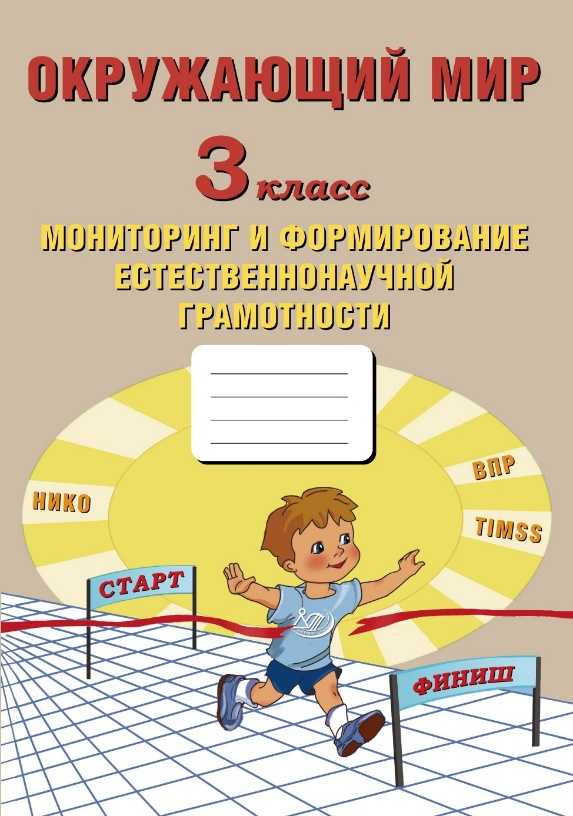 ОКРУЖАЮЩИЙ МИР
3 класс
МОНИТОРИНГ И ФОРМИРОВАНИЕ
ЕСТЕСТВЕННОНАУЧНОЙ
ГРАМОТНОСТИ
НИКО
ВПР
TIMSS
СТАРТ
ФИНИШ